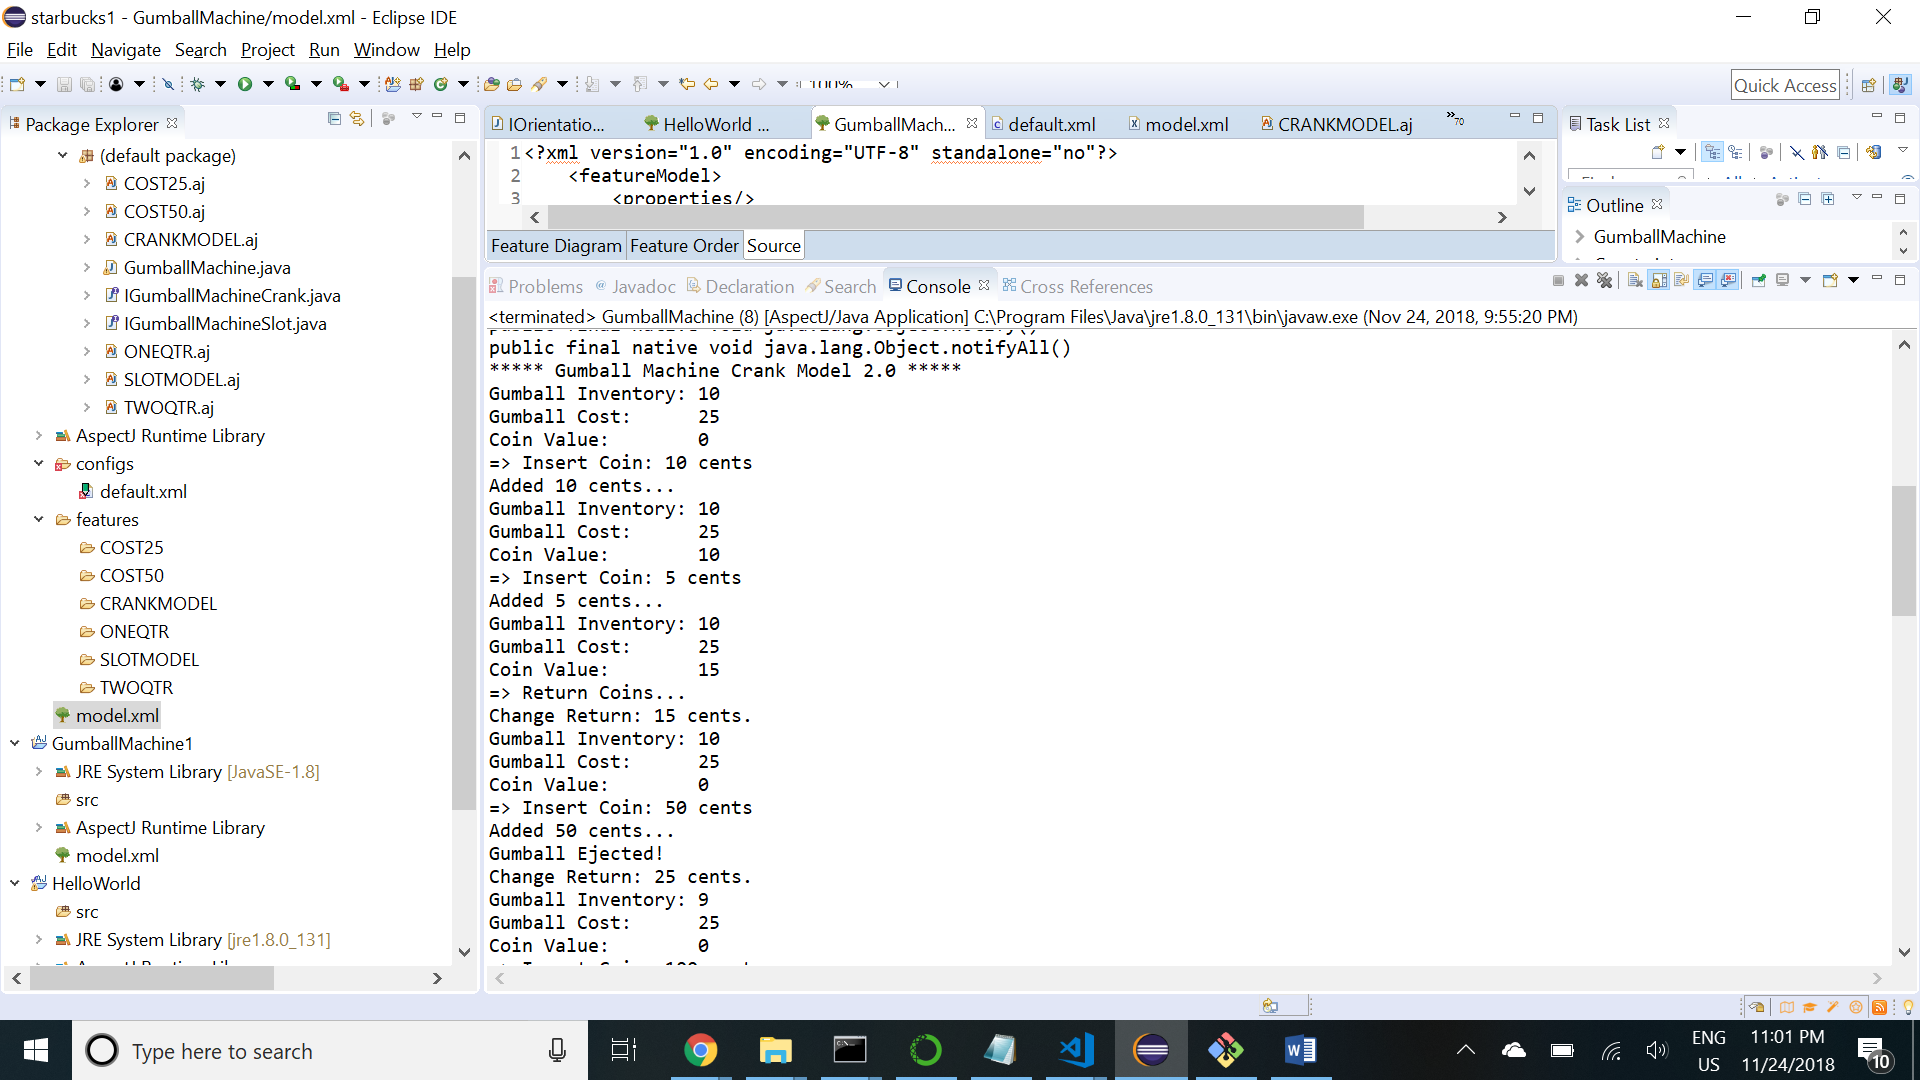 starbucks1 - GumballMachine/model.xml - Eclipse IDE
File Edit Navigate Search Project Run Window Help
100%
Quick Access
Package Explorer
(default package)
COST25.aj
COST50.aj
CRANKMODEL.aj
GumballMachine.java
IGumballMachineCrank.java
IGumballMachineSlot.java
ONEQTR.aj
SLOTMODEL.aj
TWOQTR.aj
AspectJ Runtime Library
configs
default.xml
features
COST25
COST50
CRANKMODEL
ONEQTR
SLOTMODEL
TWOQTR
model.xml
GumballMachine1
JRE System Library [JavaSE-1.8]
src
AspectJ Runtime Library
model.xml
HelloWorld
src
JRE System Library [jre1.8.0_131]
IOrientatio... HelloWorld ... GumballMach... default.xml model.xml CRANKMODEL.aj »70
1 <?xml version="1.0" encoding="UTF-8" standalone="no"?>
2 <featureModel>
3 <properties/>
Feature Diagram Feature Order Source
Problems @ Javadoc Declaration Search Console Cross References
<terminated> GumballMachine (8) [AspectJ/Java Application] C:\Program Files\Java\jre1.8.0_131\bin\javaw.exe (Nov 24, 2018, 9:55:20 PM)
public final native void java.lang.Object.notify()
public final native void java.lang.Object.notifyAll()
***** Gumball Machine Crank Model 2.0 *****
Gumball Inventory: 10
Gumball Cost: 25
Coin Value: 0
=> Insert Coin: 10 cents
Added 10 cents...
Gumball Inventory: 10
Gumball Cost: 25
Coin Value: 10
=> Insert Coin: 5 cents
Added 5 cents...
Gumball Inventory: 10
Gumball Cost: 25
Coin Value: 15
=> Return Coins...
Change Return: 15 cents.
Gumball Inventory: 10
Gumball Cost: 25
Coin Value: 0
=> Insert Coin: 50 cents
Added 50 cents...
Gumball Ejected!
Change Return: 25 cents.
Gumball Inventory: 9
Gumball Cost: 25
Coin Value: 0
Task List
Outline
GumballMachine
Type here to search
ENG
US
11:01 PM
11/24/2018
10